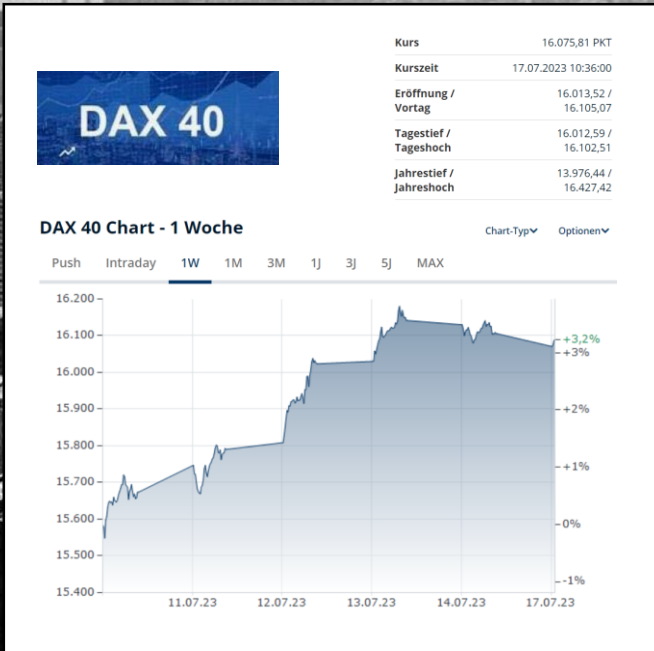 DAX 40
Kurs 16.075,81 PKT
Kurszeit 17.07.2023 10:36:00
Eröffnung / 16.013,52 /
Vortag 16.105,07
Tagestief / 16.012,59 /
Tageshoch 16.102,51
Jahrestief / 13.976,44 /
Jahreshoch 16.427,42
DAX 40 Chart - 1 Woche
Chart-Typ Optionen
Push Intraday 1W 1M 3M 1J 3J 5J MAX
16.200
16.100
16.000
15.900
15.800
15.700
15.600
15.500
15.400
+3,2%
+3%
+2%
+1%
0%
-1%
11.07.23 12.07.23 13.07.23 14.07.23 17.07.23